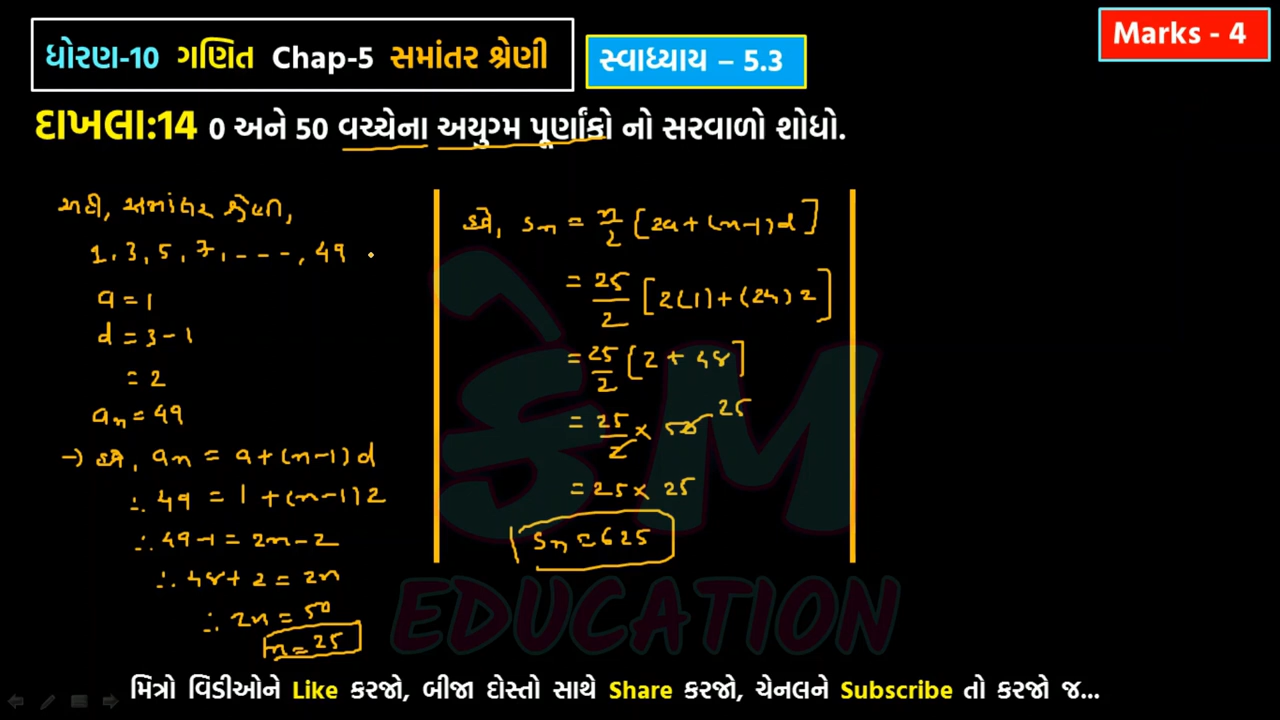 ધોરણ-10 ગણિત Chap-5 સમાંતર શ્રેણી
સ્વાધ્યાય – 5.3
Marks - 4
દાખલા:14 0 અને 50 વચ્ચેના અયુગ્મ પૂર્ણાંકો નો સરવાળો શોધો.
અહી, સમાંતર શ્રેણી,
1, 3, 5, 7, - - - -, 49
a = 1
d = 3 - 1
= 2
an = 49
→ હવે, an = a + (n-1) d
∴ 49 = 1 + (n-1) 2
∴ 49-1 = 2n - 2
∴ 48 + 2 = 2n
∴ 2n = 50
n = 25
હવે, Sn = n/2 [2a + (n-1) d]
= 25/2 [2(1) + (24) 2]
= 25/2 [2 + 48]
= 25/2 × 50 25
= 25 × 25
Sn = 625
કેM
EDUCATION
મિત્રો વિડીઓને Like કરજો, બીજા દોસ્તો સાથે Share કરજો, ચેનલને Subscribe તો કરજો જ...